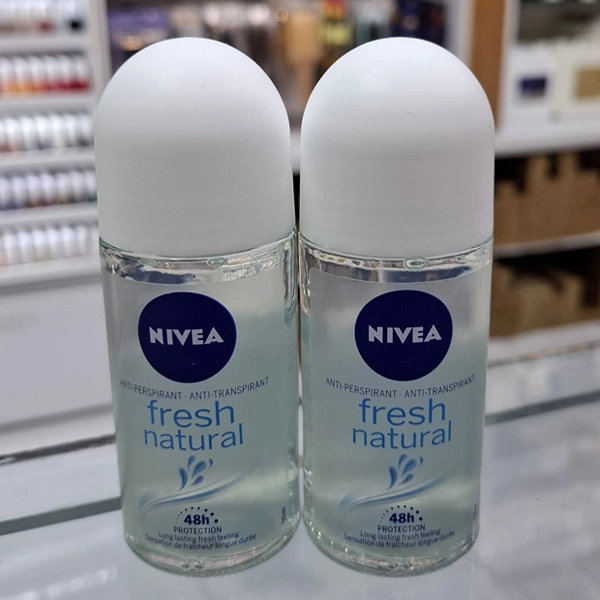 NIVEA
ANTI-PERSPIRANT · ANTI-TRANSPIRANT
fresh
natural
48h
PROTECTION
Long lasting fresh feeling
Sensation de fraîcheur longue durée
NIVEA
ANTI-PERSPIRANT · ANTI-TRANSPIRANT
fresh
natural
48h
PROTECTION
Long lasting fresh feeling
Sensation de fraîcheur longue durée